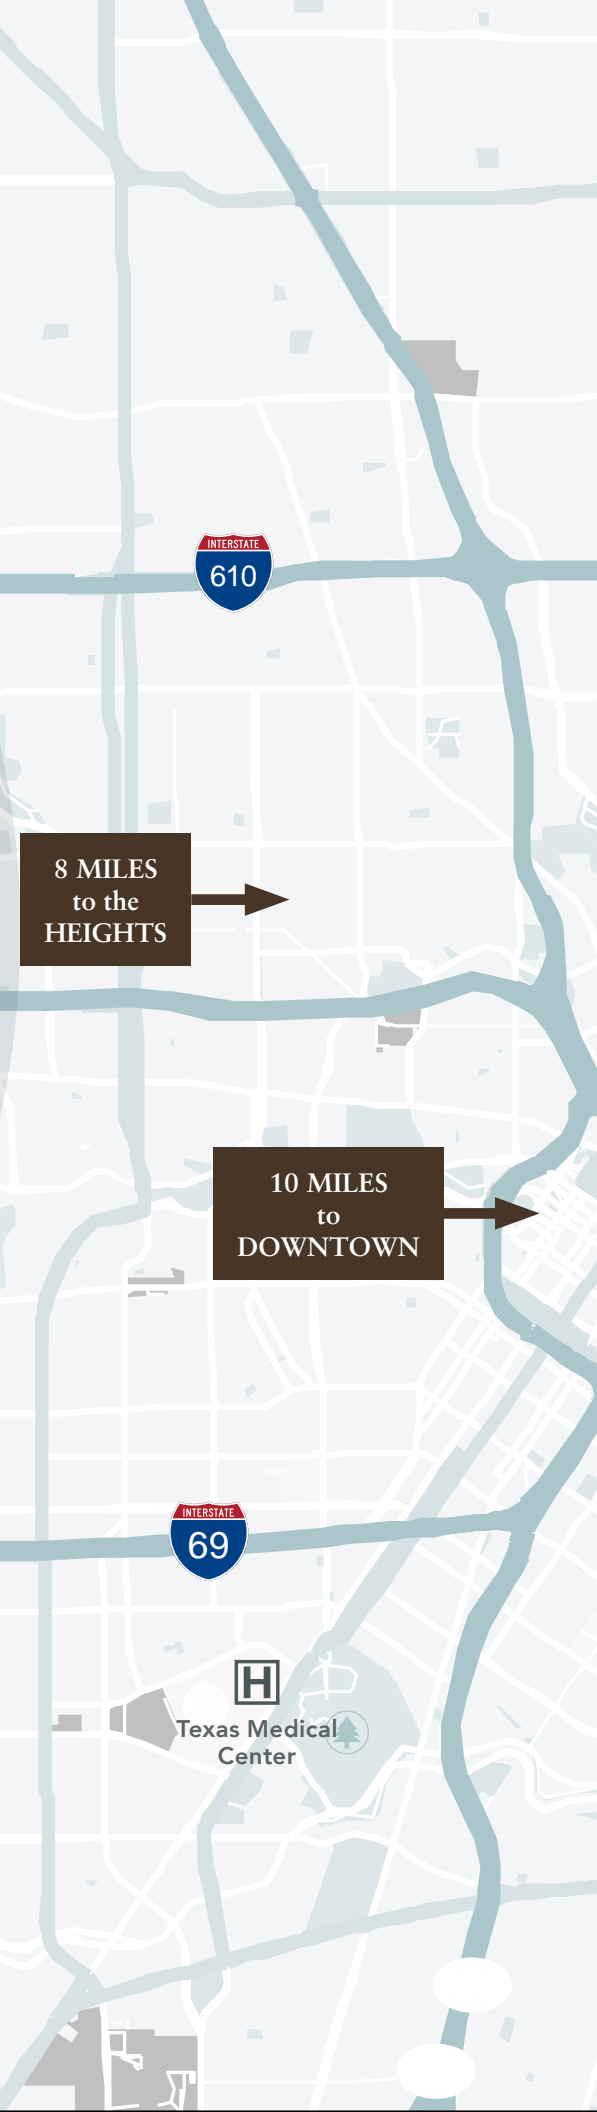 INTERSTATE
610
8 MILES
to the
HEIGHTS
10 MILES
to
DOWNTOWN
INTERSTATE
69
H
Texas Medical
Center